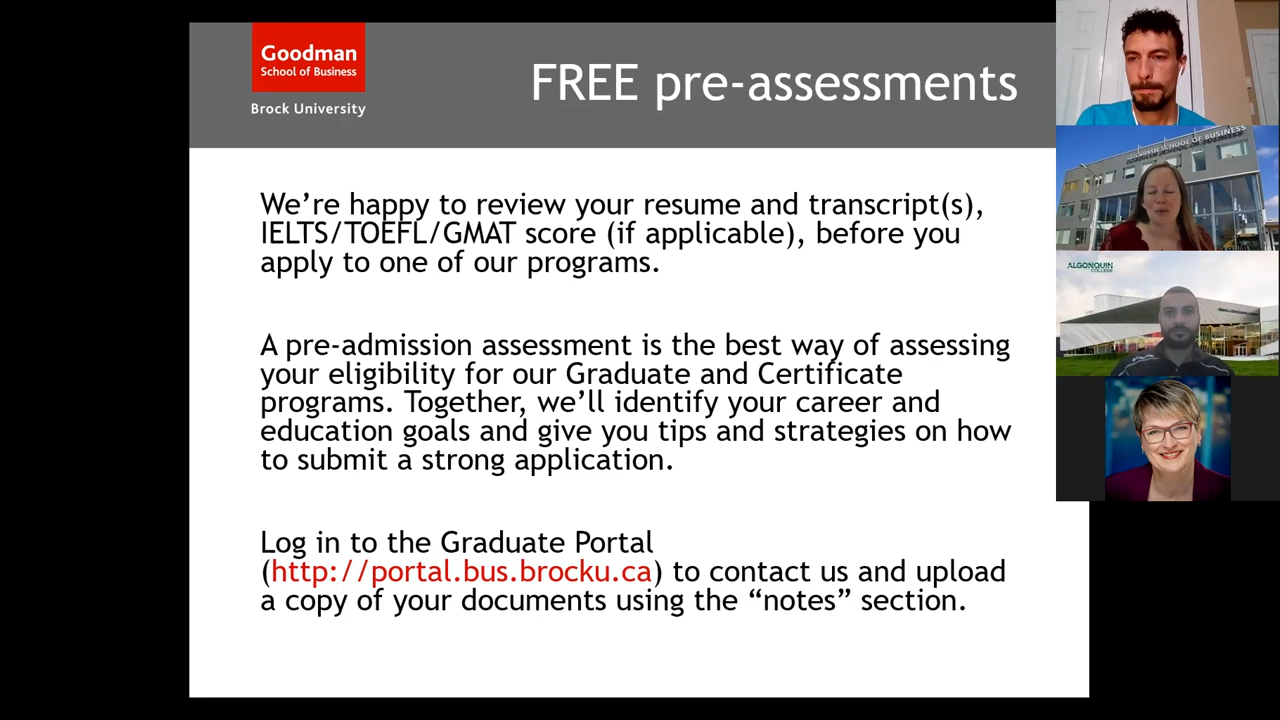 Goodman
School of Business
Brock University
FREE pre-assessments
We’re happy to review your resume and transcript(s),
IELTS/TOEFL/GMAT score (if applicable), before you
apply to one of our programs.
A pre-admission assessment is the best way of assessing
your eligibility for our Graduate and Certificate
programs. Together, we’ll identify your career and
education goals and give you tips and strategies on how
to submit a strong application.
Log in to the Graduate Portal
(http://portal.bus.brocku.ca) to contact us and upload
a copy of your documents using the “notes” section.
SCHOOL OF BUSINESS
ALGONQUIN
COLLEGE